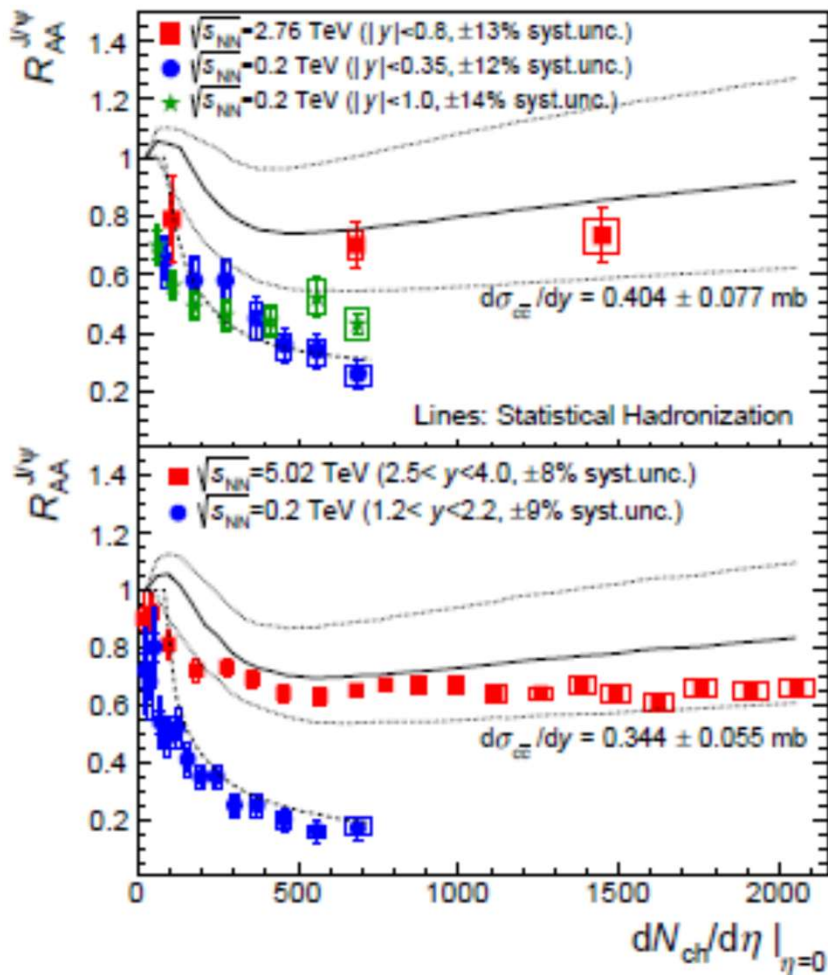 R_AA^J/ψ
√s_NN=2.76 TeV (|y|<0.8, ±13% syst.unc.)
√s_NN=0.2 TeV (|y|<0.35, ±12% syst.unc.)
√s_NN=0.2 TeV (|y|<1.0, ±14% syst.unc.)
1.4
1.2
1
0.8
0.6
0.4
0.2
dσ_cc̅/dy = 0.404 ± 0.077 mb
Lines: Statistical Hadronization
R_AA^J/ψ
√s_NN=5.02 TeV (2.5< y<4.0, ±8% syst.unc.)
√s_NN=0.2 TeV (1.2< y<2.2, ±9% syst.unc.)
1.4
1.2
1
0.8
0.6
0.4
0.2
dσ_cc̅/dy = 0.344 ± 0.055 mb
0 500 1000 1500 2000
dN_ch/dη|_η=0